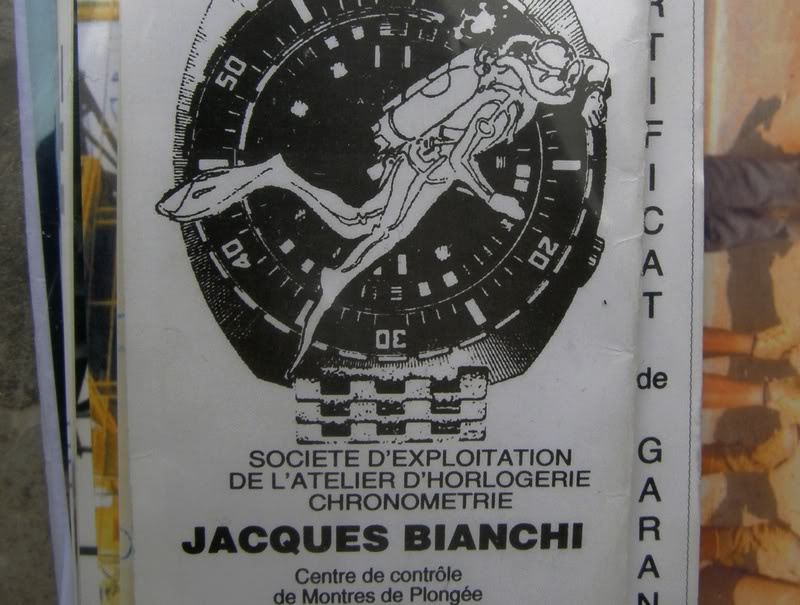 50
40
30
20
SOCIETE D'EXPLOITATION
DE L'ATELIER D'HORLOGERIE
CHRONOMETRIE
JACQUES BIANCHI
Centre de contrôle
de Montres de Plongée
RTIFICAT
de
GARAN